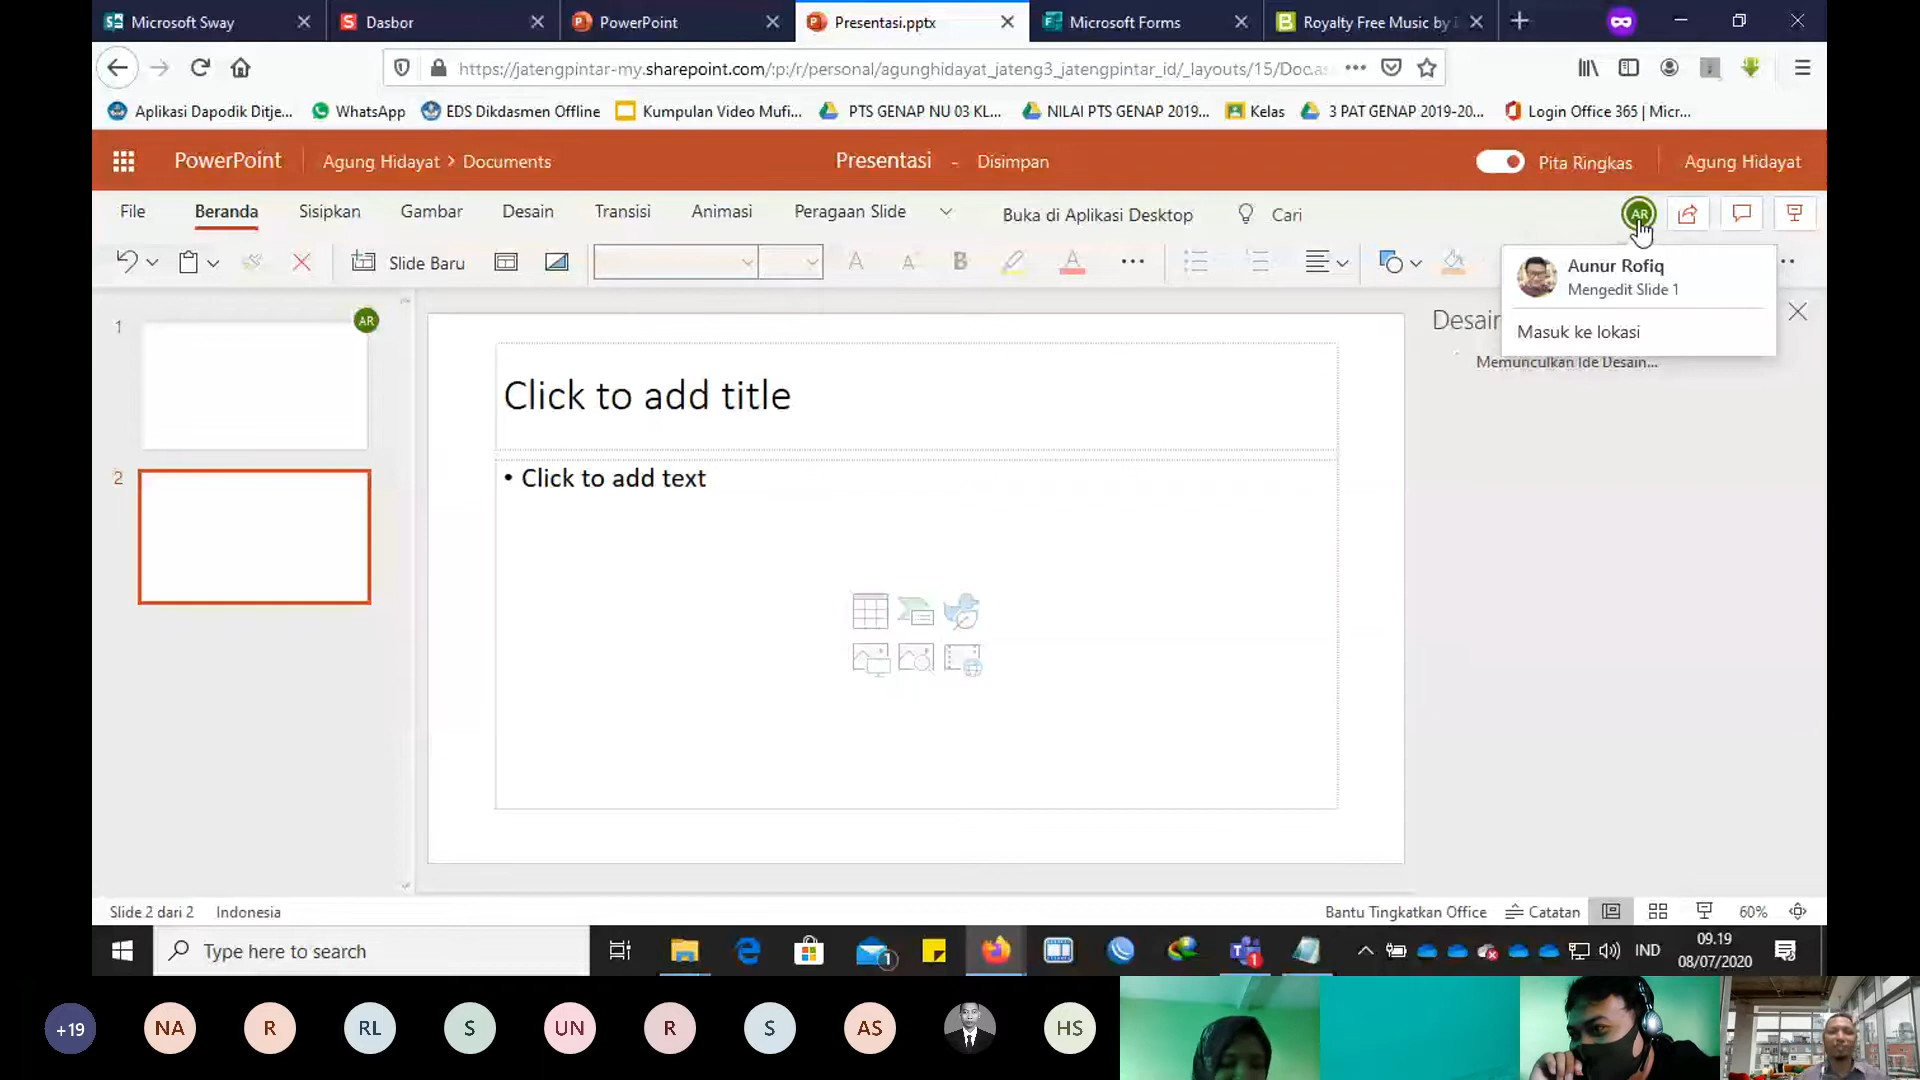 Microsoft Sway
Dasbor
PowerPoint
Presentasi.pptx
Microsoft Forms
Royalty Free Music by
https://jatengpintar-my.sharepoint.com/:p:/r/personal/agunghidayat_jateng3_jatengpintar_id/_layouts/15/Doc.as
Aplikasi Dapodik Ditje...
WhatsApp
EDS Dikdasmen Offline
Kumpulan Video Mufi...
PTS GENAP NU 03 KL...
NILAI PTS GENAP 2019...
Kelas
3 PAT GENAP 2019-20...
Login Office 365 | Micr...
PowerPoint
Agung Hidayat > Documents
Presentasi - Disimpan
Pita Ringkas
Agung Hidayat
File
Beranda
Sisipkan
Gambar
Desain
Transisi
Animasi
Peragaan Slide
Buka di Aplikasi Desktop
Cari
AR
Slide Baru
Aunur Rofiq
Mengedit Slide 1
Masuk ke lokasi
Memunculkan Ide Desain...
1
AR
2
Click to add title
• Click to add text
Slide 2 dari 2
Indonesia
Bantu Tingkatkan Office
Catatan
60%
Type here to search
1
1
IND
09.19
08/07/2020
+19
NA
R
RL
S
UN
R
S
AS
HS